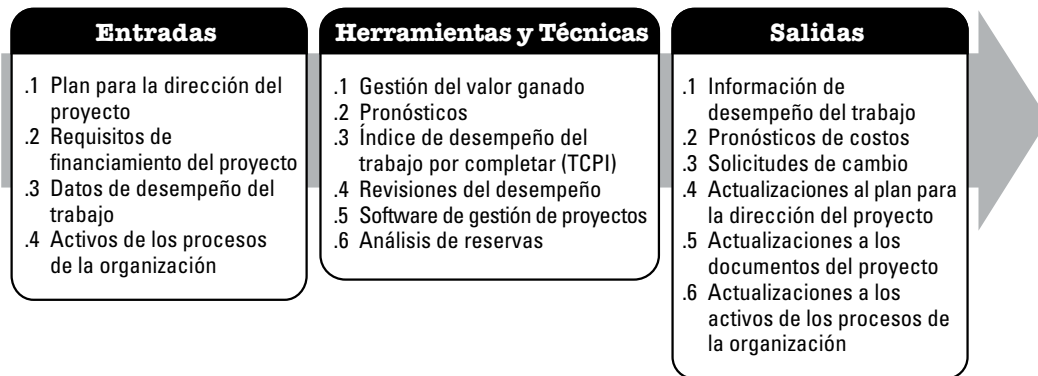 Entradas
.1 Plan para la dirección del
proyecto
.2 Requisitos de
financiamiento del proyecto
.3 Datos de desempeño del
trabajo
.4 Activos de los procesos
de la organización
Herramientas y Técnicas
.1 Gestión del valor ganado
.2 Pronósticos
.3 Índice de desempeño del
trabajo por completar (TCPI)
.4 Revisiones del desempeño
.5 Software de gestión de proyectos
.6 Análisis de reservas
Salidas
.1 Información de
desempeño del trabajo
.2 Pronósticos de costos
.3 Solicitudes de cambio
.4 Actualizaciones al plan para
la dirección del proyecto
.5 Actualizaciones a los
documentos del proyecto
.6 Actualizaciones a los
activos de los procesos de
la organización